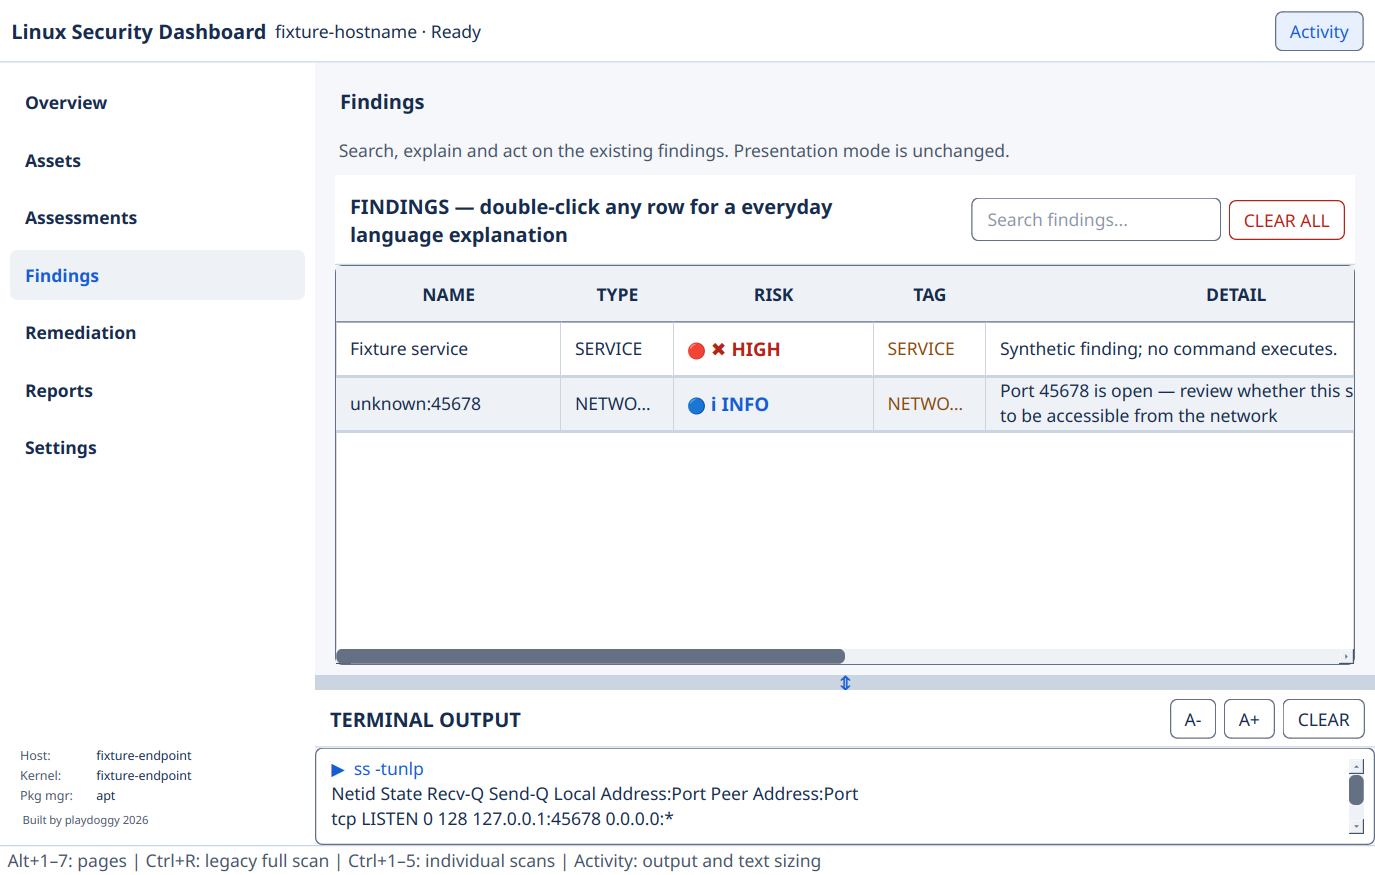 Linux Security Dashboard fixture-hostname · Ready
Activity
Overview
Assets
Assessments
Findings
Remediation
Reports
Settings
Host: fixture-endpoint
Kernel: fixture-endpoint
Pkg mgr: apt
Built by playdoggy 2026
Findings
Search, explain and act on the existing findings. Presentation mode is unchanged.
FINDINGS — double-click any row for a everyday
language explanation
Search findings...
CLEAR ALL
NAME TYPE RISK TAG DETAIL
Fixture service SERVICE 🔴 ✖ HIGH SERVICE Synthetic finding; no command executes.
unknown:45678 NETWO... 🔵 i INFO NETWO... Port 45678 is open — review whether this s
to be accessible from the network
TERMINAL OUTPUT
A- A+ CLEAR
▶ ss -tunlp
Netid State Recv-Q Send-Q Local Address:Port Peer Address:Port
tcp LISTEN 0 128 127.0.0.1:45678 0.0.0.0:*
Alt+1–7: pages | Ctrl+R: legacy full scan | Ctrl+1–5: individual scans | Activity: output and text sizing